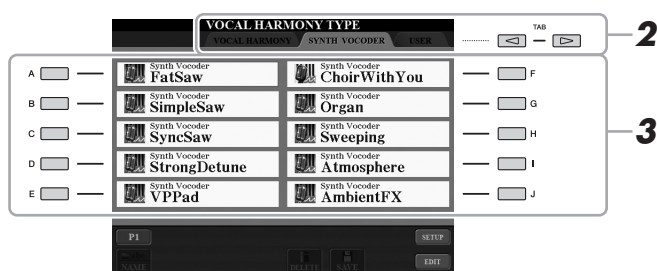 VOCAL HARMONY TYPE
VOCAL HARMONY SYNTH VOCODER USER
TAB
2
A Synth Vocoder FatSaw Synth Vocoder ChoirWithYou F
B Synth Vocoder SimpleSaw Synth Vocoder Organ G
C Synth Vocoder SyncSaw Synth Vocoder Sweeping H
3
D Synth Vocoder StrongDetune Synth Vocoder Atmosphere I
E Synth Vocoder VPPad Synth Vocoder AmbientFX J
P1 SETUP
NAME DELETE SAVE EDIT